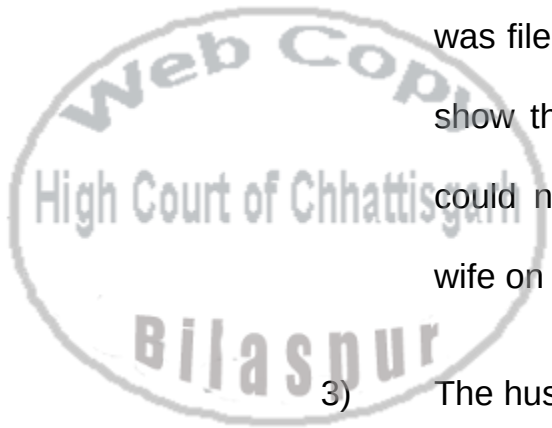 Web Copy
was file
show th
High Court of Chhattisgarh
could n
wife on
Bilaspur
3) The hus